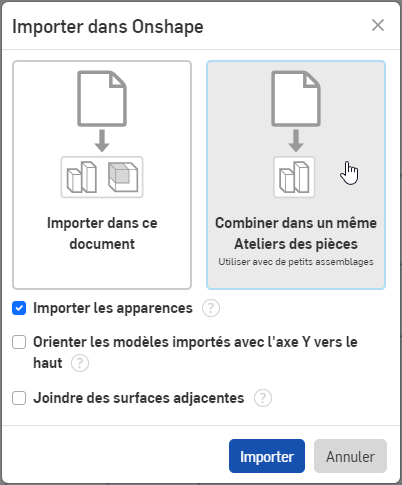 Importer dans Onshape
Importer dans ce
document
Combiner dans un même
Ateliers des pièces
Utiliser avec de petits assemblages
Importer les apparences ?
Orienter les modèles importés avec l'axe Y vers le
haut ?
Joindre des surfaces adjacentes ?
Importer
Annuler